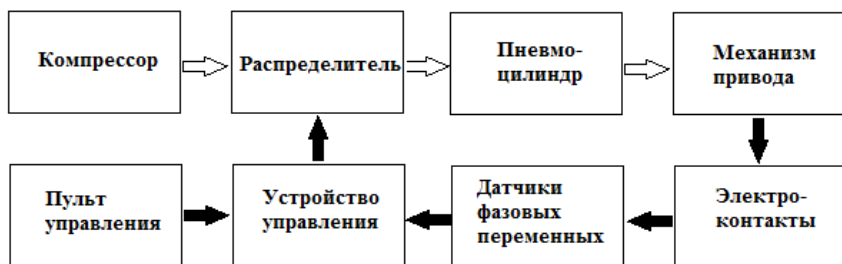 Компрессор
Распределитель
Пневмо-
цилиндр
Механизм
привода
Пульт
управления
Устройство
управления
Датчики
фазовых
переменных
Электро-
контакты